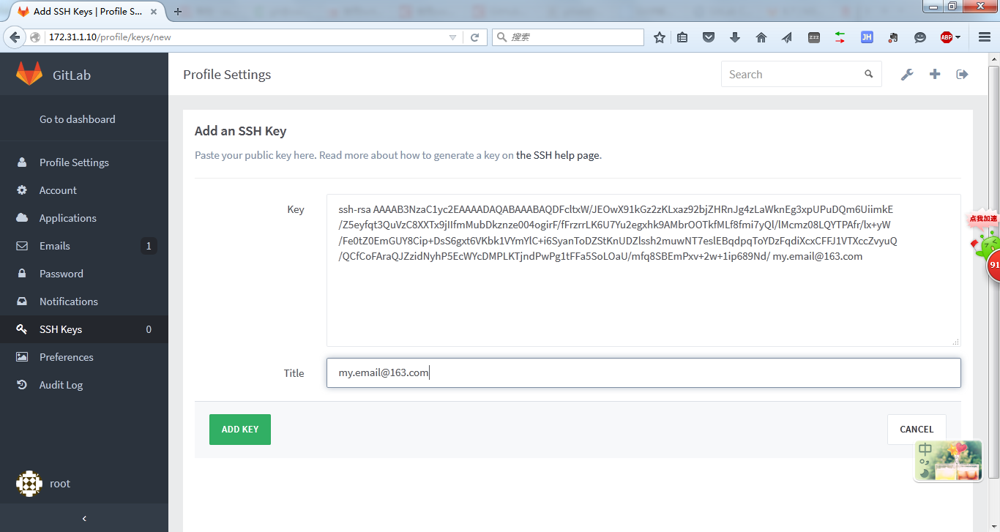 Add SSH Keys | Profile S...
172.31.1.10/profile/keys/new
搜索
zzz
JH
ABP
GitLab
Profile Settings
Search
Go to dashboard
Profile Settings
Account
Applications
Emails 1
Password
Notifications
SSH Keys 0
Preferences
Audit Log
root
Add an SSH Key
Paste your public key here. Read more about how to generate a key on the SSH help page.
Key
ssh-rsa AAAAB3NzaC1yc2EAAAADAQABAAABAQDFcltxW/JEOwX91kGz2zKLxaz92bjZHRnJg4zLaWknEg3xpUPuDQm6UiimkE
/Z5eyfqt3QuVzC8XXTx9jIIfmMubDkznze004ogirF/fFrzrrLK6U7Yu2egxhk9AMbrOOTkfMLf8fmi7yQl/lMcmz08LQYTPAfr/lx+yW
/Fe0tZ0EmGUY8Cip+DsS6gxt6VKbk1VYmYlC+i6SyanToDZStKnUDZlssh2muwNT7eslEBqdpqToYDzFqdiXcxCFFJ1VTXccZvyuQ
/QCfCoFAraQJZzidNyhP5EcWYcDMPLKTjndPwPg1tFFa5SoLOaU/mfq8SBEmPxv+2w+1ip689Nd/ my.email@163.com
Title
my.email@163.com
ADD KEY
CANCEL
点我加速
91
中